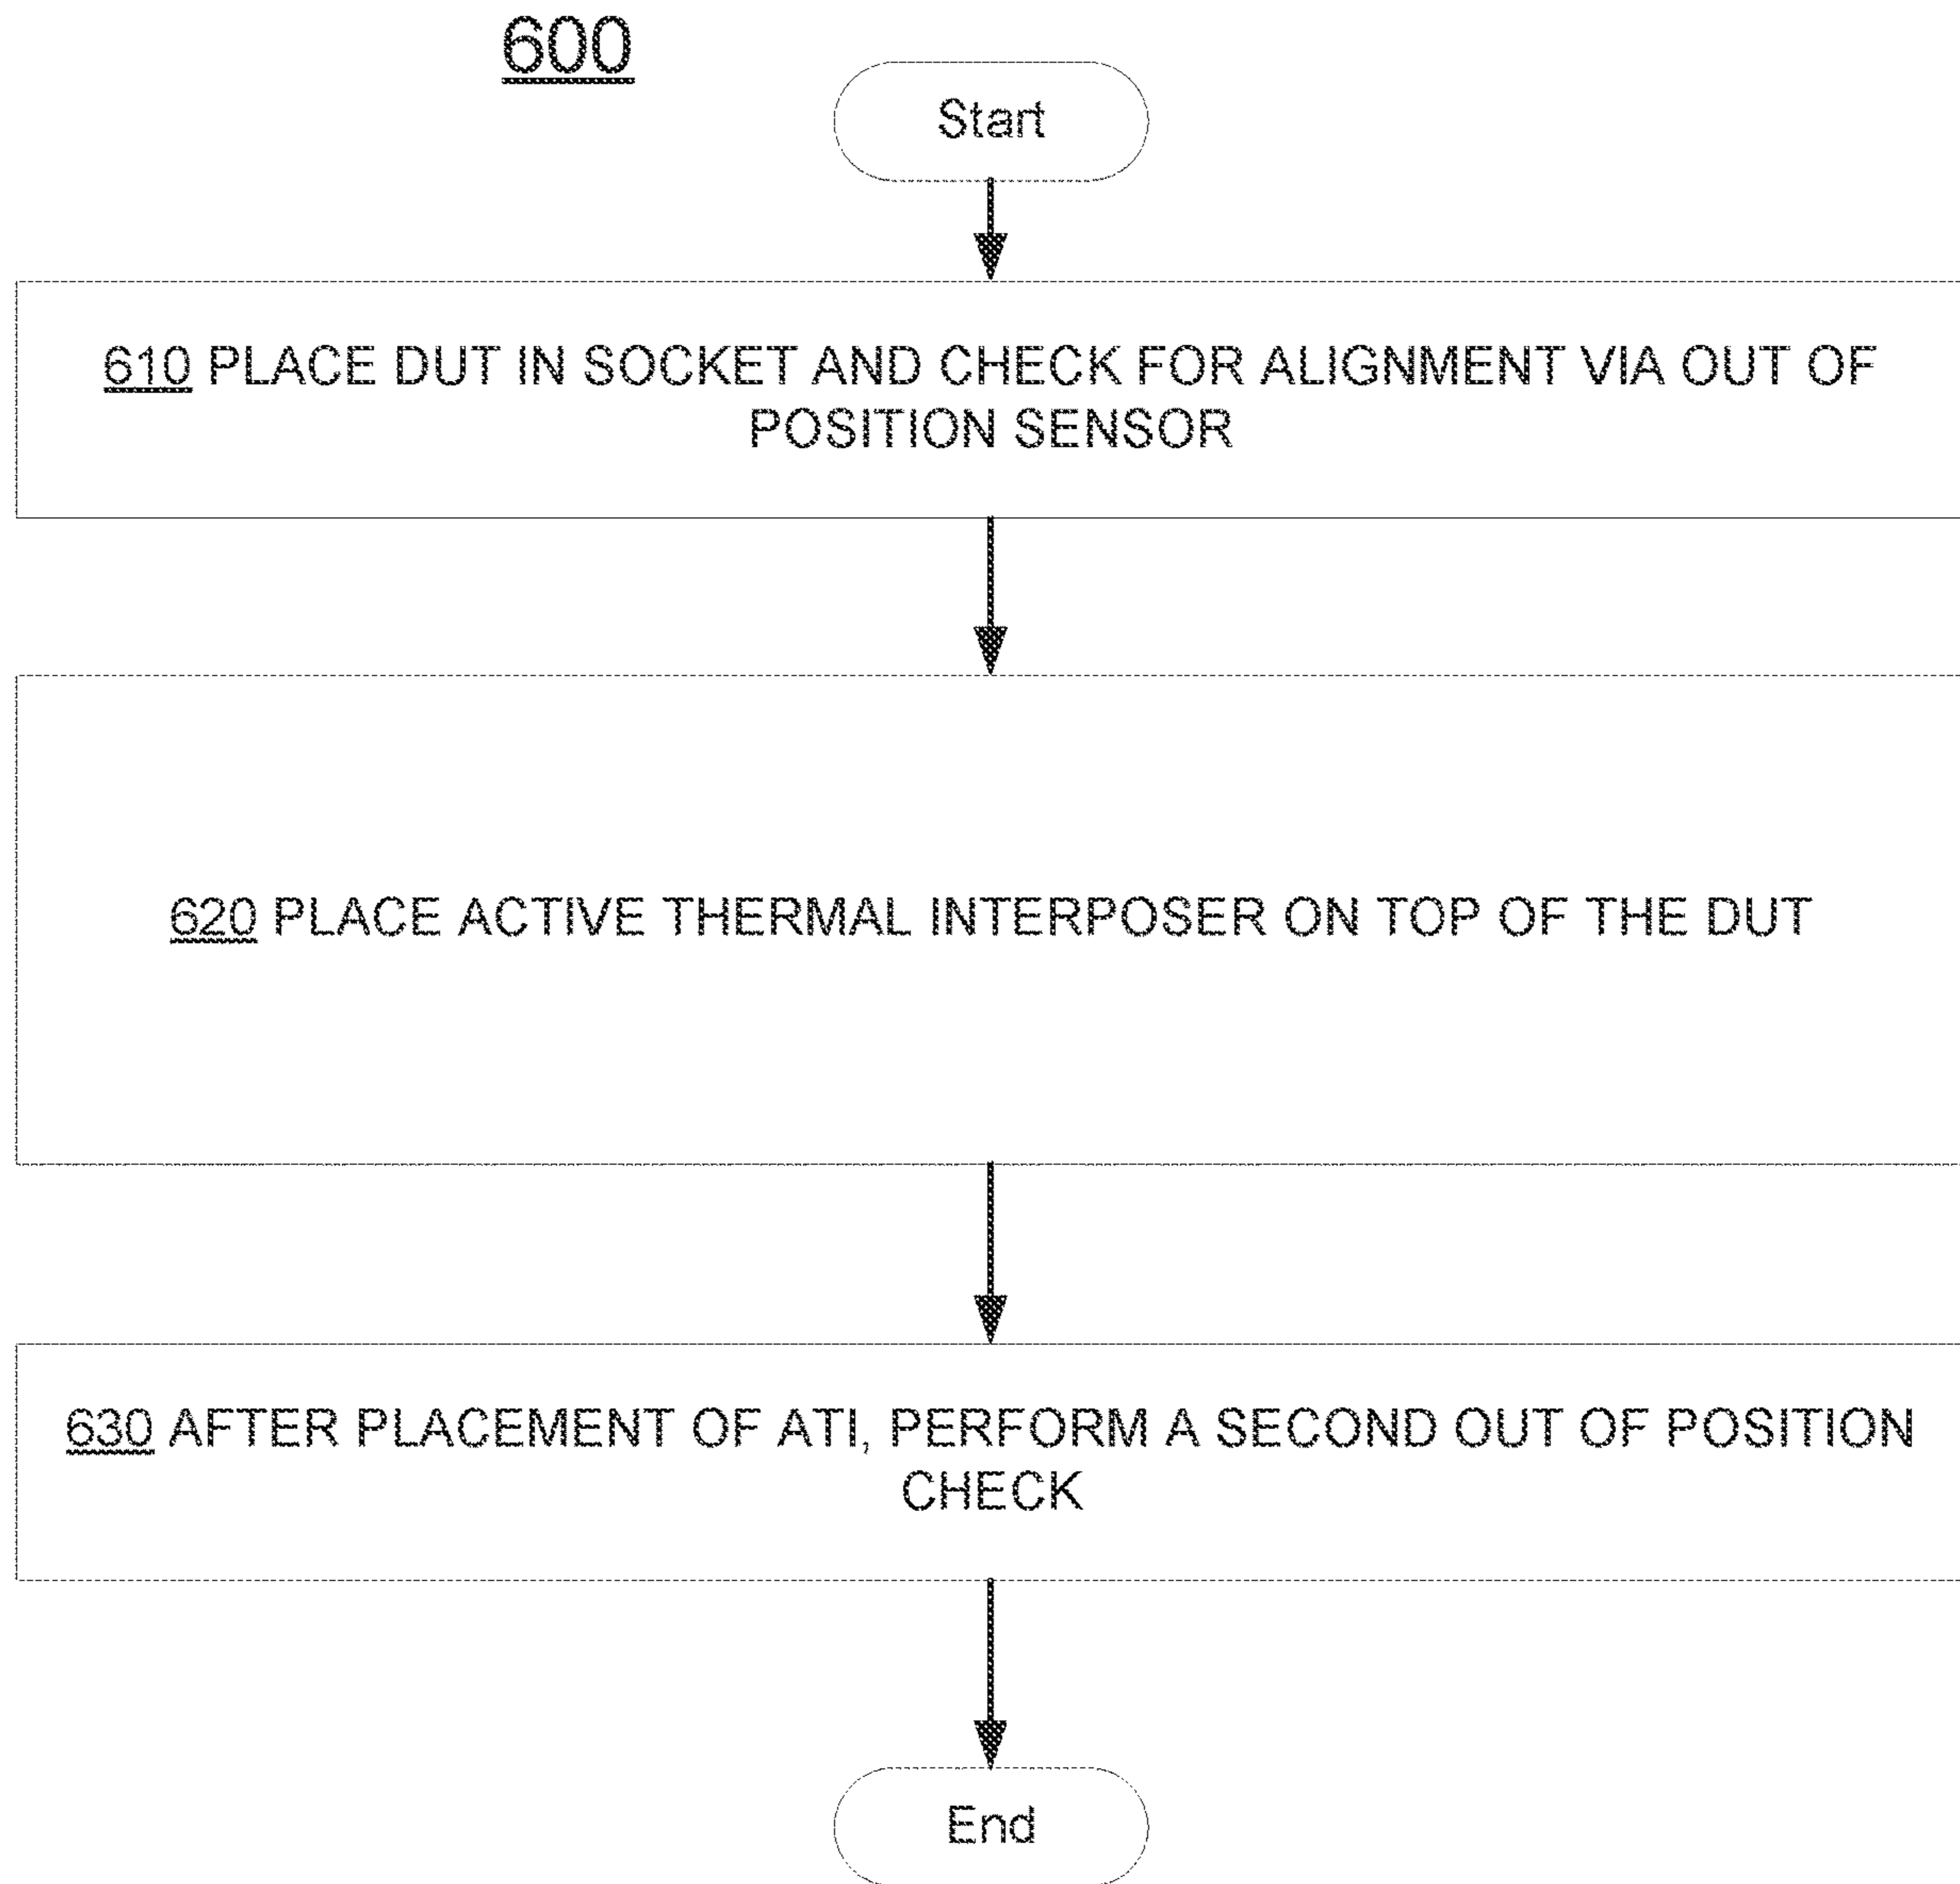 600
Start
610 PLACE DUT IN SOCKET AND CHECK FOR ALIGNMENT VIA OUT OF
POSITION SENSOR
620 PLACE ACTIVE THERMAL INTERPOSER ON TOP OF THE DUT
630 AFTER PLACEMENT OF ATI, PERFORM A SECOND OUT OF POSITION
CHECK
End